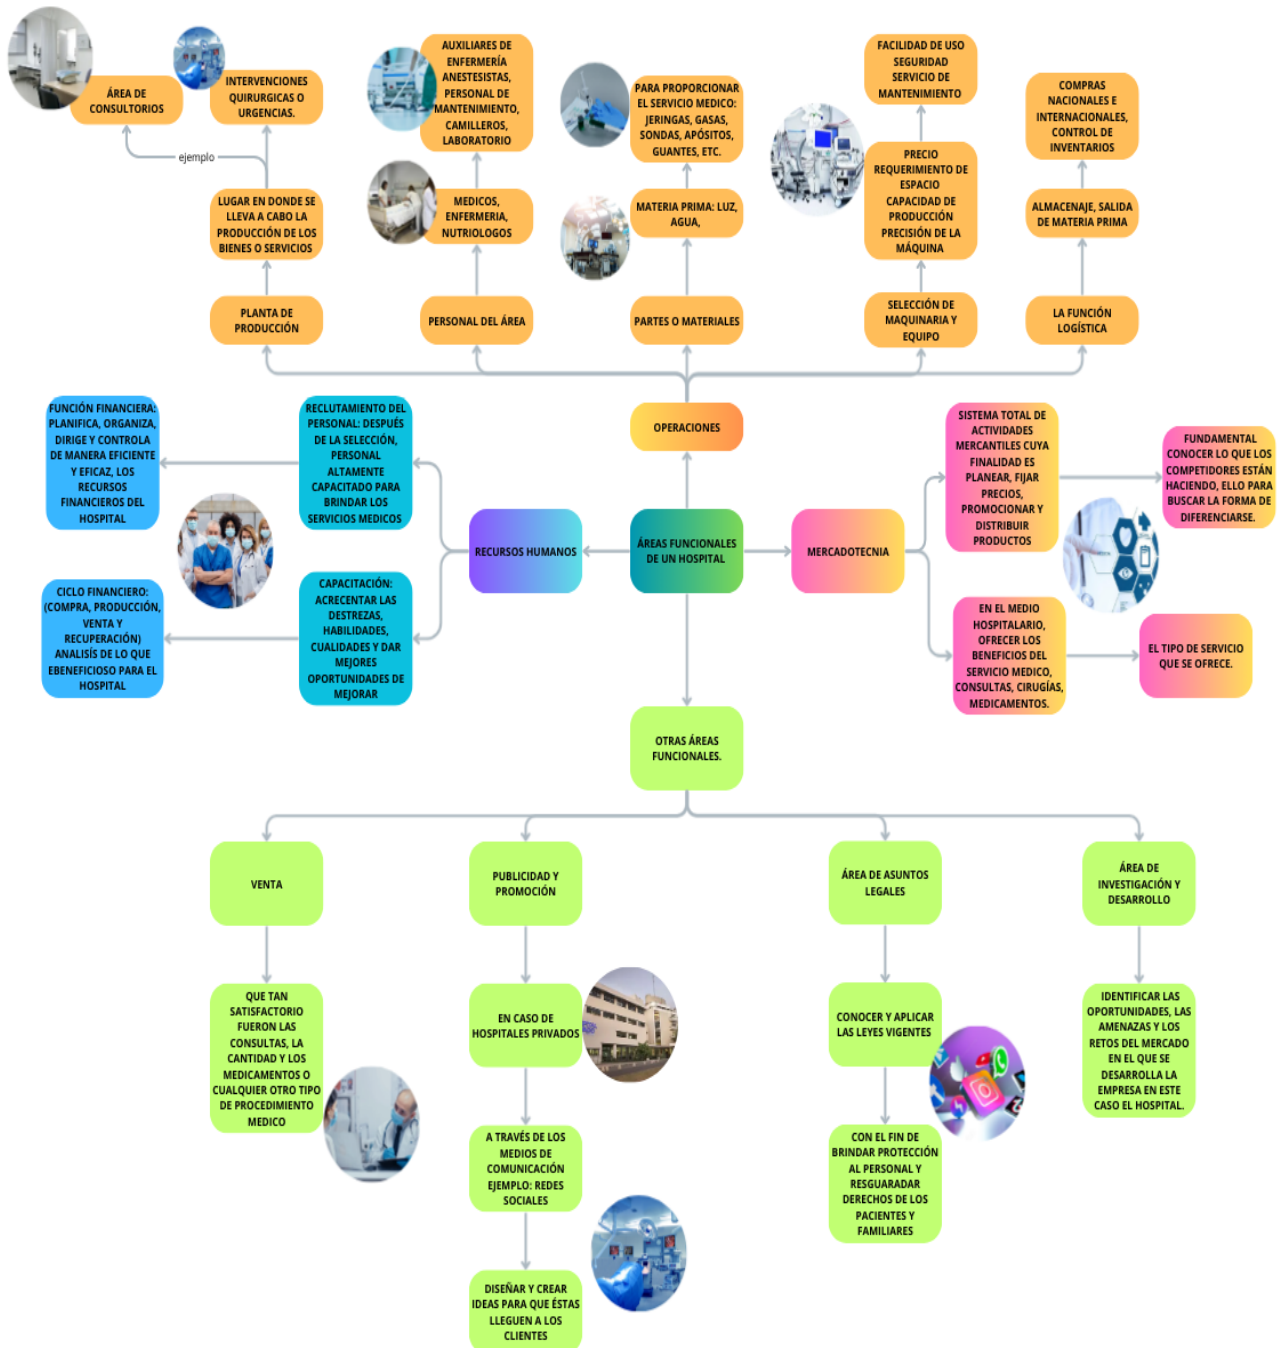 ÁREA DE
CONSULTORIOS
INTERVENCIONES
QUIRURGICAS O
URGENCIAS.
ejemplo
LUGAR EN DONDE SE
LLEVA A CABO LA
PRODUCCIÓN DE LOS
BIENES O SERVICIOS
PLANTA DE
PRODUCCIÓN
AUXILIARES DE
ENFERMERÍA
ANESTESISTAS,
PERSONAL DE
MANTENIMIENTO,
CAMILLEROS,
LABORATORIO
MEDICOS,
ENFERMERIA,
NUTRIOLOGOS
PERSONAL DEL ÁREA
PARA PROPORCIONAR
EL SERVICIO MEDICO:
JERINGAS, GASAS,
SONDAS, APÓSITOS,
GUANTES, ETC.
MATERIA PRIMA: LUZ,
AGUA,
PARTES O MATERIALES
FACILIDAD DE USO
SEGURIDAD
SERVICIO DE
MANTENIMIENTO
PRECIO
REQUERIMIENTO DE
ESPACIO
CAPACIDAD DE
PRODUCCIÓN
PRECISIÓN DE LA
MÁQUINA
SELECCIÓN DE
MAQUINARIA Y
EQUIPO
COMPRAS
NACIONALES E
INTERNACIONALES,
CONTROL DE
INVENTARIOS
ALMACENAJE, SALIDA
DE MATERIA PRIMA
LA FUNCIÓN
LOGÍSTICA
OPERACIONES
FUNCIÓN FINANCIERA:
PLANIFICA, ORGANIZA,
DIRIGE Y CONTROLA
DE MANERA EFICIENTE
Y EFICAZ, LOS
RECURSOS
FINANCIEROS DEL
HOSPITAL
RECLUTAMIENTO DEL
PERSONAL: DESPUÉS
DE LA SELECCIÓN,
PERSONAL
ALTAMENTE
CAPACITADO PARA
BRINDAR LOS
SERVICIOS MEDICOS
CICLO FINANCIERO:
(COMPRA, PRODUCCIÓN,
VENTA Y
RECUPERACIÓN)
ANALISÍS DE LO QUE
EBENEFICIOSO PARA EL
HOSPITAL
CAPACITACIÓN:
ACRECENTAR LAS
DESTREZAS,
HABILIDADES,
CUALIDADES Y DAR
MEJORES
OPORTUNIDADES DE
MEJORAR
RECURSOS HUMANOS
ÁREAS FUNCIONALES
DE UN HOSPITAL
MERCADOTECNIA
SISTEMA TOTAL DE
ACTIVIDADES
MERCANTILES CUYA
FINALIDAD ES
PLANEAR, FIJAR
PRECIOS,
PROMOCIONAR Y
DISTRIBUIR
PRODUCTOS
FUNDAMENTAL
CONOCER LO QUE LOS
COMPETIDORES ESTÁN
HACIENDO, ELLO PARA
BUSCAR LA FORMA DE
DIFERENCIARSE.
EN EL MEDIO
HOSPITALARIO,
OFRECER LOS
BENEFICIOS DEL
SERVICIO MEDICO,
CONSULTAS, CIRUGÍAS,
MEDICAMENTOS.
EL TIPO DE SERVICIO
QUE SE OFRECE.
OTRAS ÁREAS
FUNCIONALES.
VENTA
QUE TAN
SATISFACTORIO
FUERON LAS
CONSULTAS, LA
CANTIDAD Y LOS
MEDICAMENTOS O
CUALQUIER OTRO TIPO
DE PROCEDIMIENTO
MEDICO
PUBLICIDAD Y
PROMOCIÓN
EN CASO DE
HOSPITALES PRIVADOS
A TRAVÉS DE LOS
MEDIOS DE
COMUNICACIÓN
EJEMPLO: REDES
SOCIALES
DISEÑAR Y CREAR
IDEAS PARA QUE ÉSTAS
LLEGUEN A LOS
CLIENTES
ÁREA DE ASUNTOS
LEGALES
CONOCER Y APLICAR
LAS LEYES VIGENTES
CON EL FIN DE
BRINDAR PROTECCIÓN
AL PERSONAL Y
RESGUARADAR
DERECHOS DE LOS
PACIENTES Y
FAMILIARES
ÁREA DE
INVESTIGACIÓN Y
DESARROLLO
IDENTIFICAR LAS
OPORTUNIDADES, LAS
AMENAZAS Y LOS
RETOS DEL MERCADO
EN EL QUE SE
DESARROLLA LA
EMPRESA EN ESTE
CASO EL HOSPITAL.